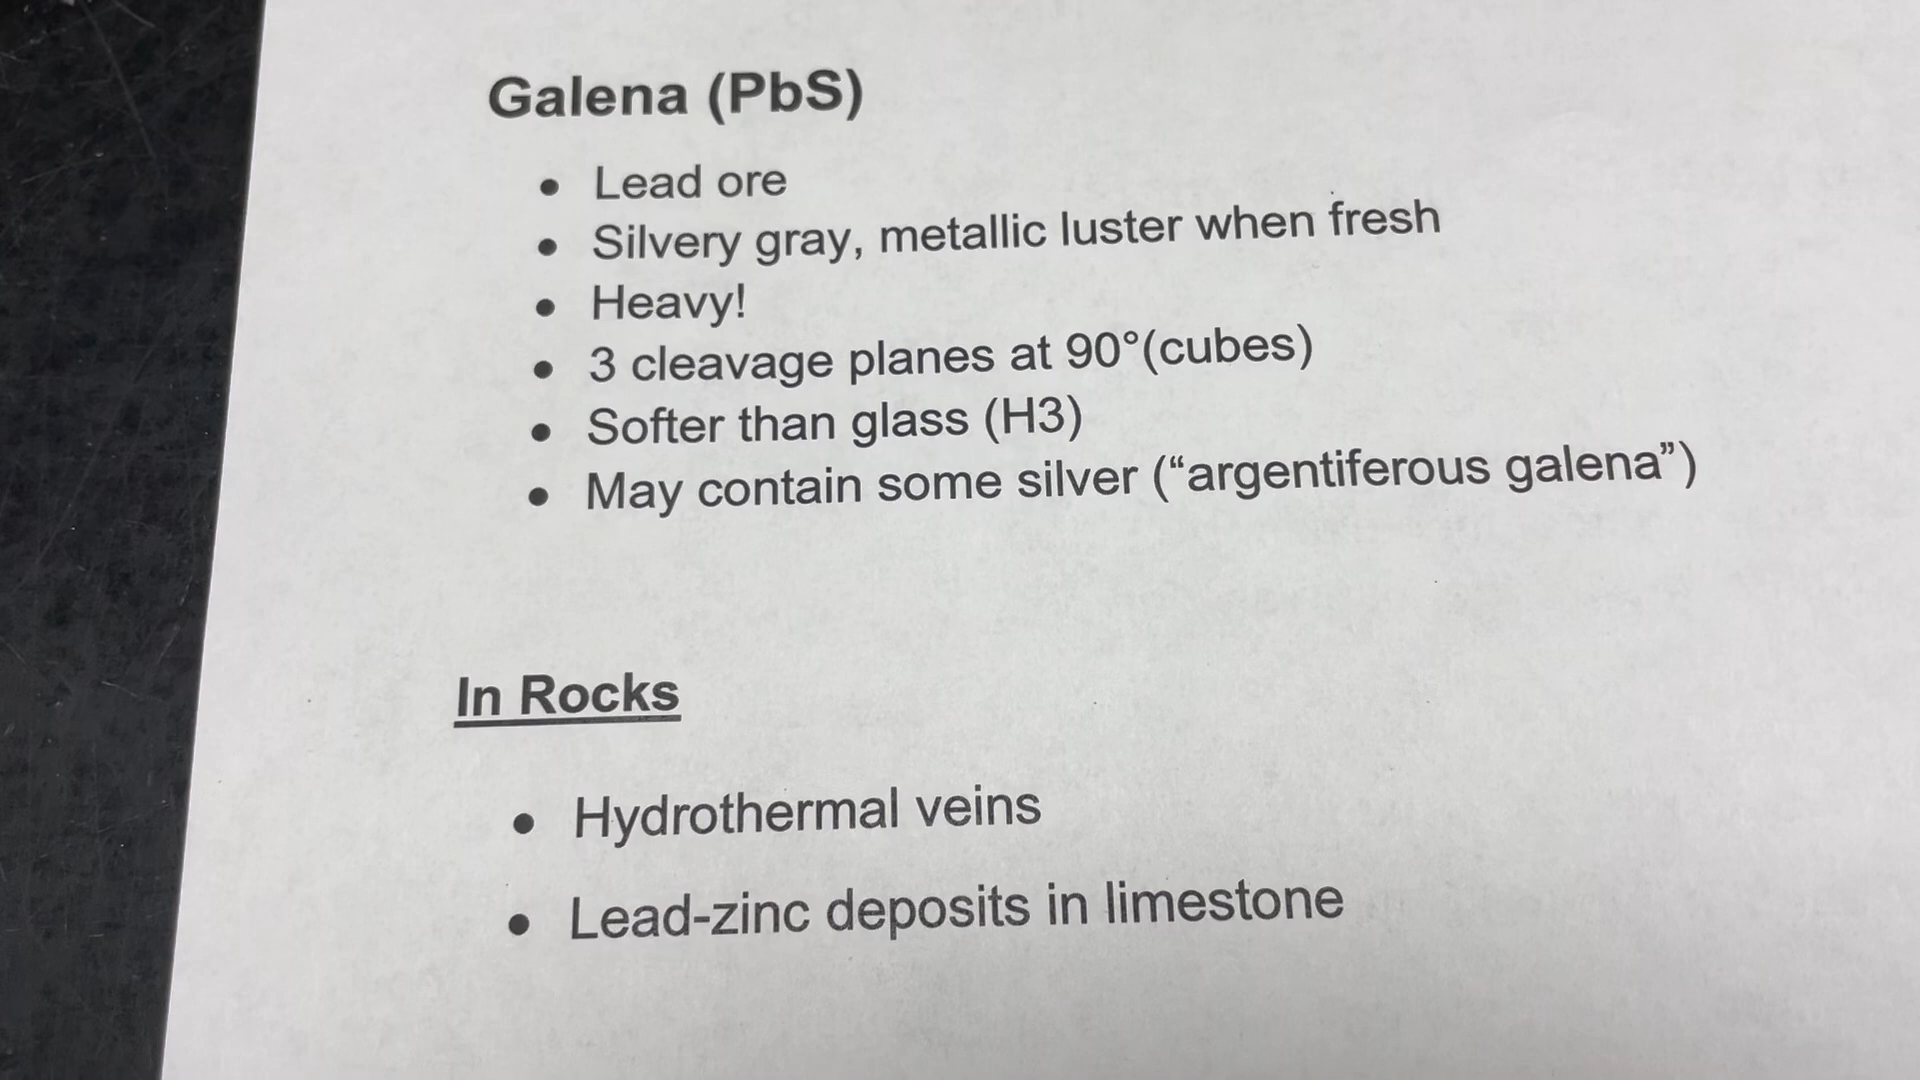 Galena (PbS)
• Lead ore
• Silvery gray, metallic luster when fresh
• Heavy!
• 3 cleavage planes at 90°(cubes)
• Softer than glass (H3)
• May contain some silver (“argentiferous galena”)
In Rocks
• Hydrothermal veins
• Lead-zinc deposits in limestone